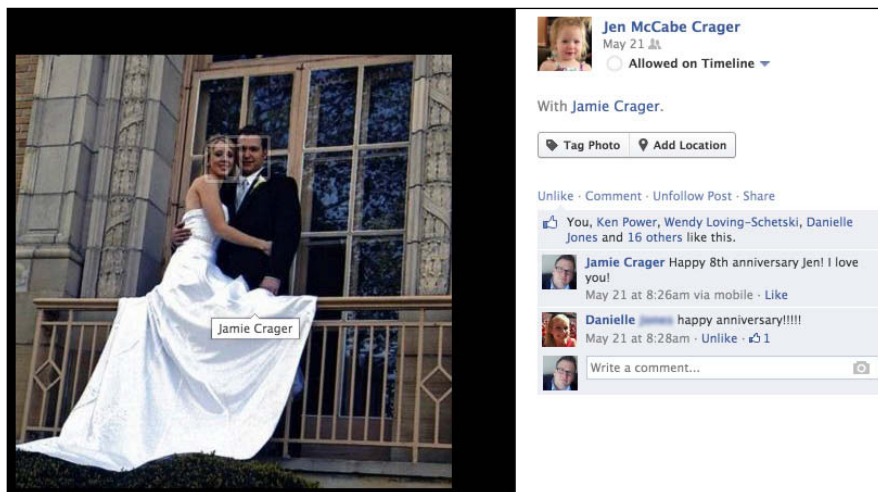 Jen McCabe Crager
May 21
Allowed on Timeline
With Jamie Crager.
Tag Photo Add Location
Unlike · Comment · Unfollow Post · Share
You, Ken Power, Wendy Loving-Schetski, Danielle
Jones and 16 others like this.
Jamie Crager Happy 8th anniversary Jen! I love
you!
May 21 at 8:26am via mobile · Like
Danielle happy anniversary!!!!!
May 21 at 8:28am · Unlike · 1
Write a comment...
Jamie Crager